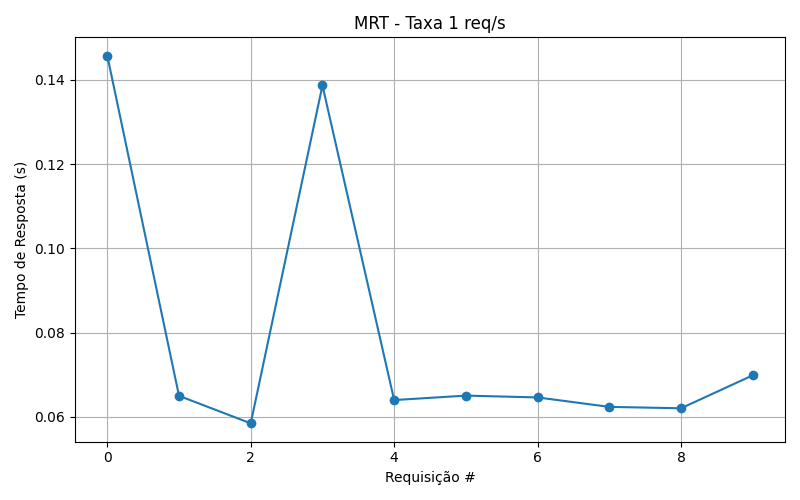 MRT - Taxa 1 req/s
Tempo de Resposta (s)
0.14
0.12
0.10
0.08
0.06
0 2 4 6 8
Requisição #